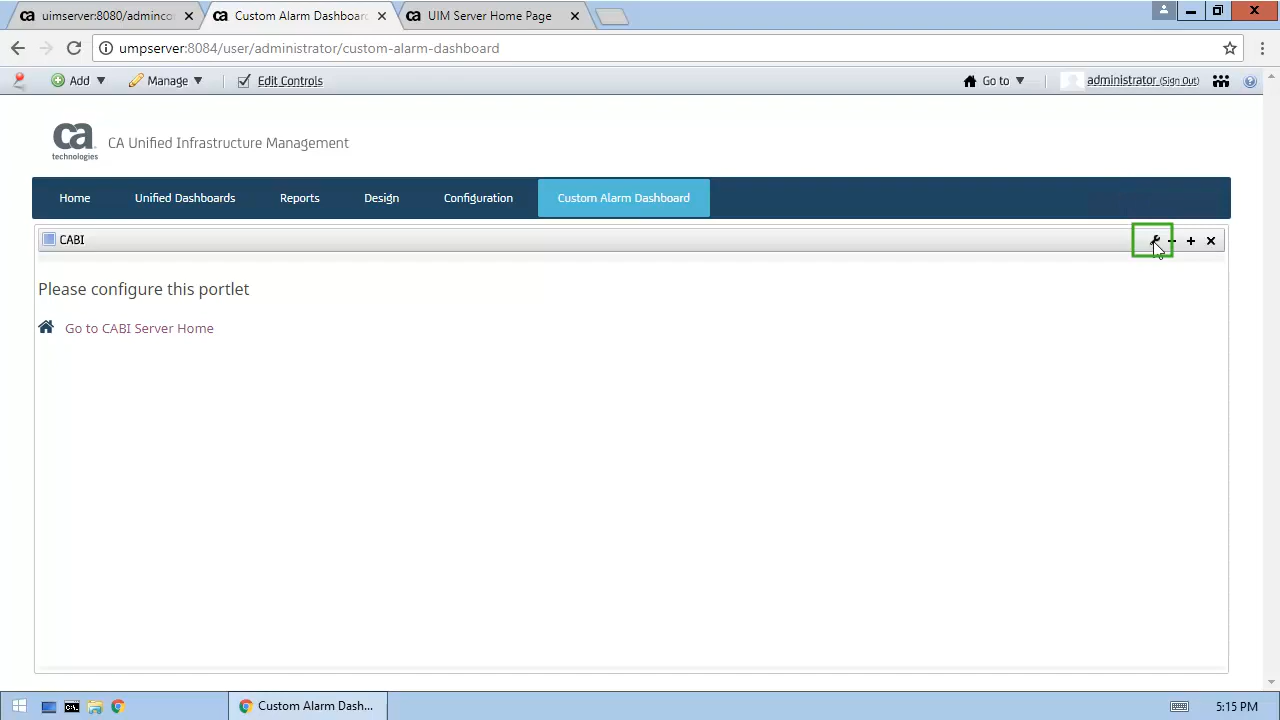 uimserver:8080/adminco
Custom Alarm Dashboard
UIM Server Home Page
umpserver:8084/user/administrator/custom-alarm-dashboard
Add
Manage
Edit Controls
Go to
administrator (Sign Out)
ca
technologies
CA Unified Infrastructure Management
Home
Unified Dashboards
Reports
Design
Configuration
Custom Alarm Dashboard
CABI
Please configure this portlet
Go to CABI Server Home
Custom Alarm Dash...
5:15 PM